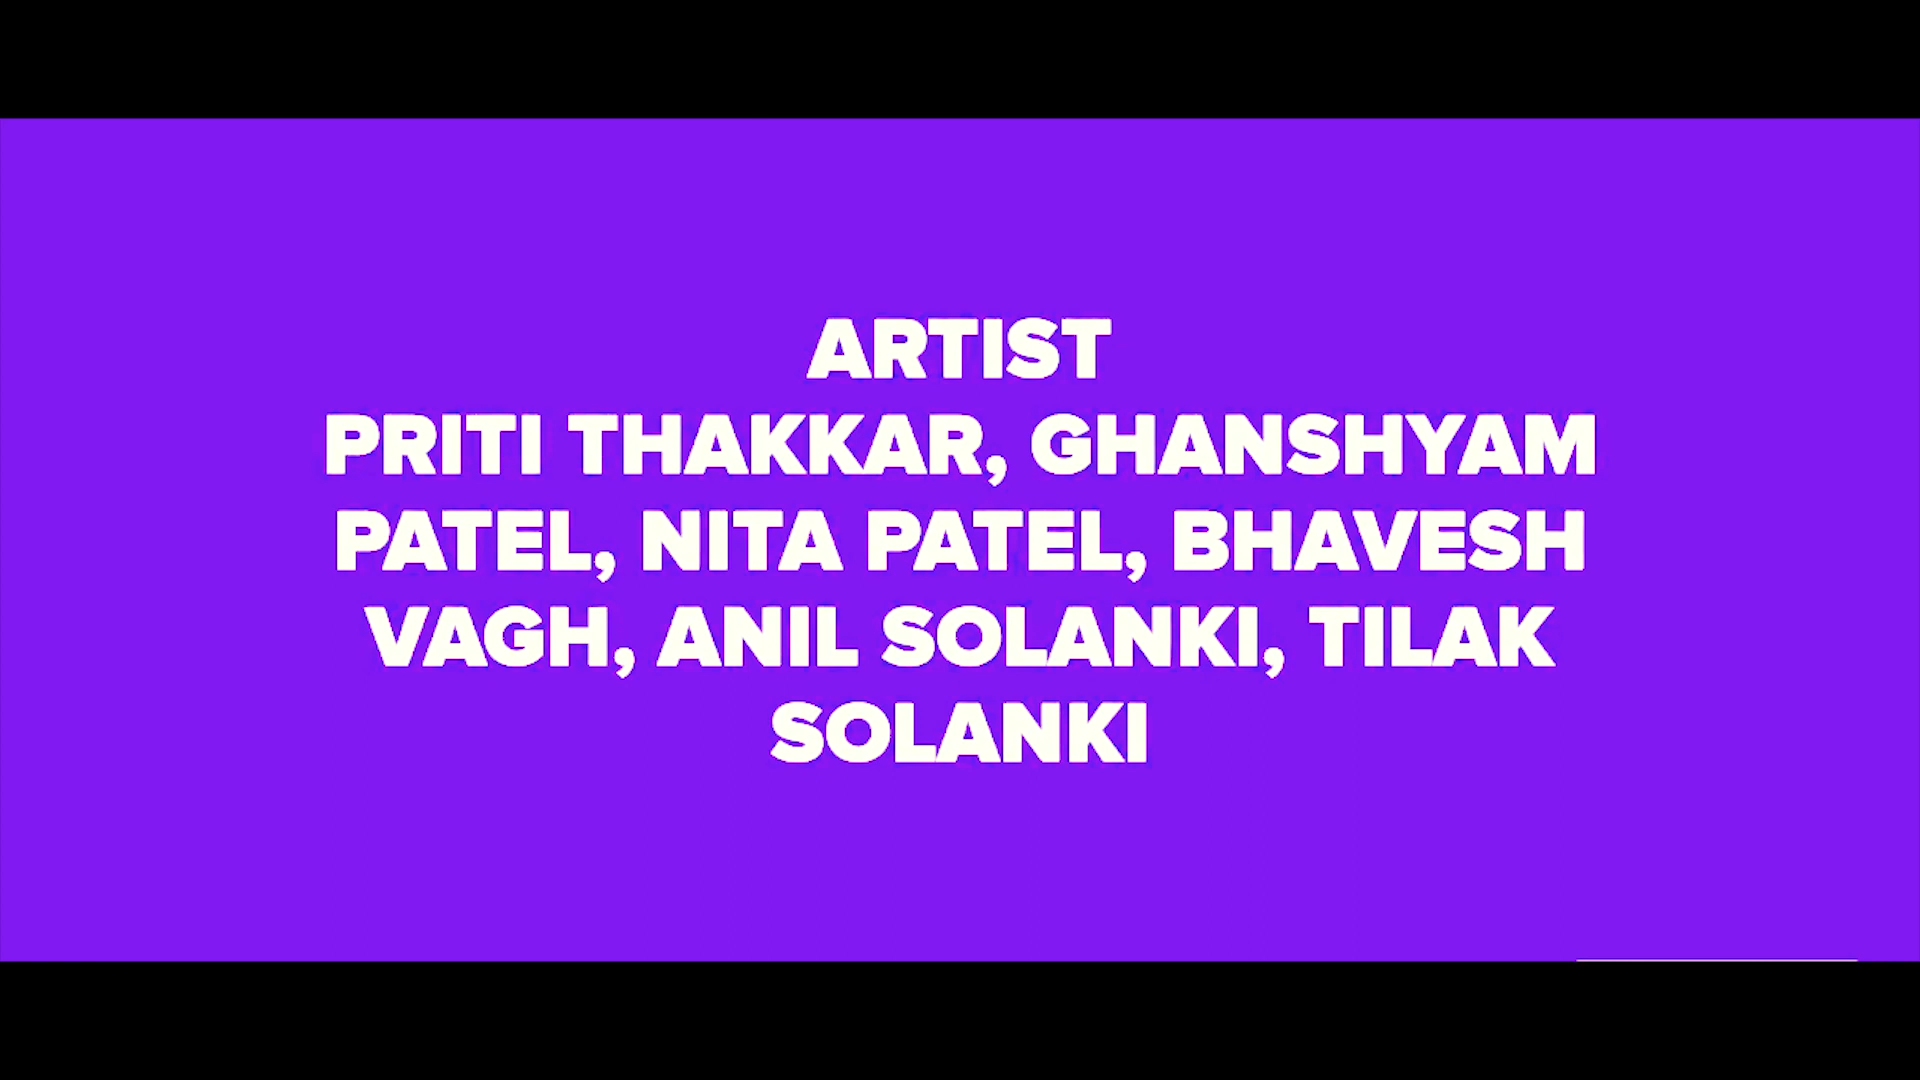 ARTIST
PRITI THAKKAR, GHANSHYAM
PATEL, NITA PATEL, BHAVESH
VAGH, ANIL SOLANKI, TILAK
SOLANKI